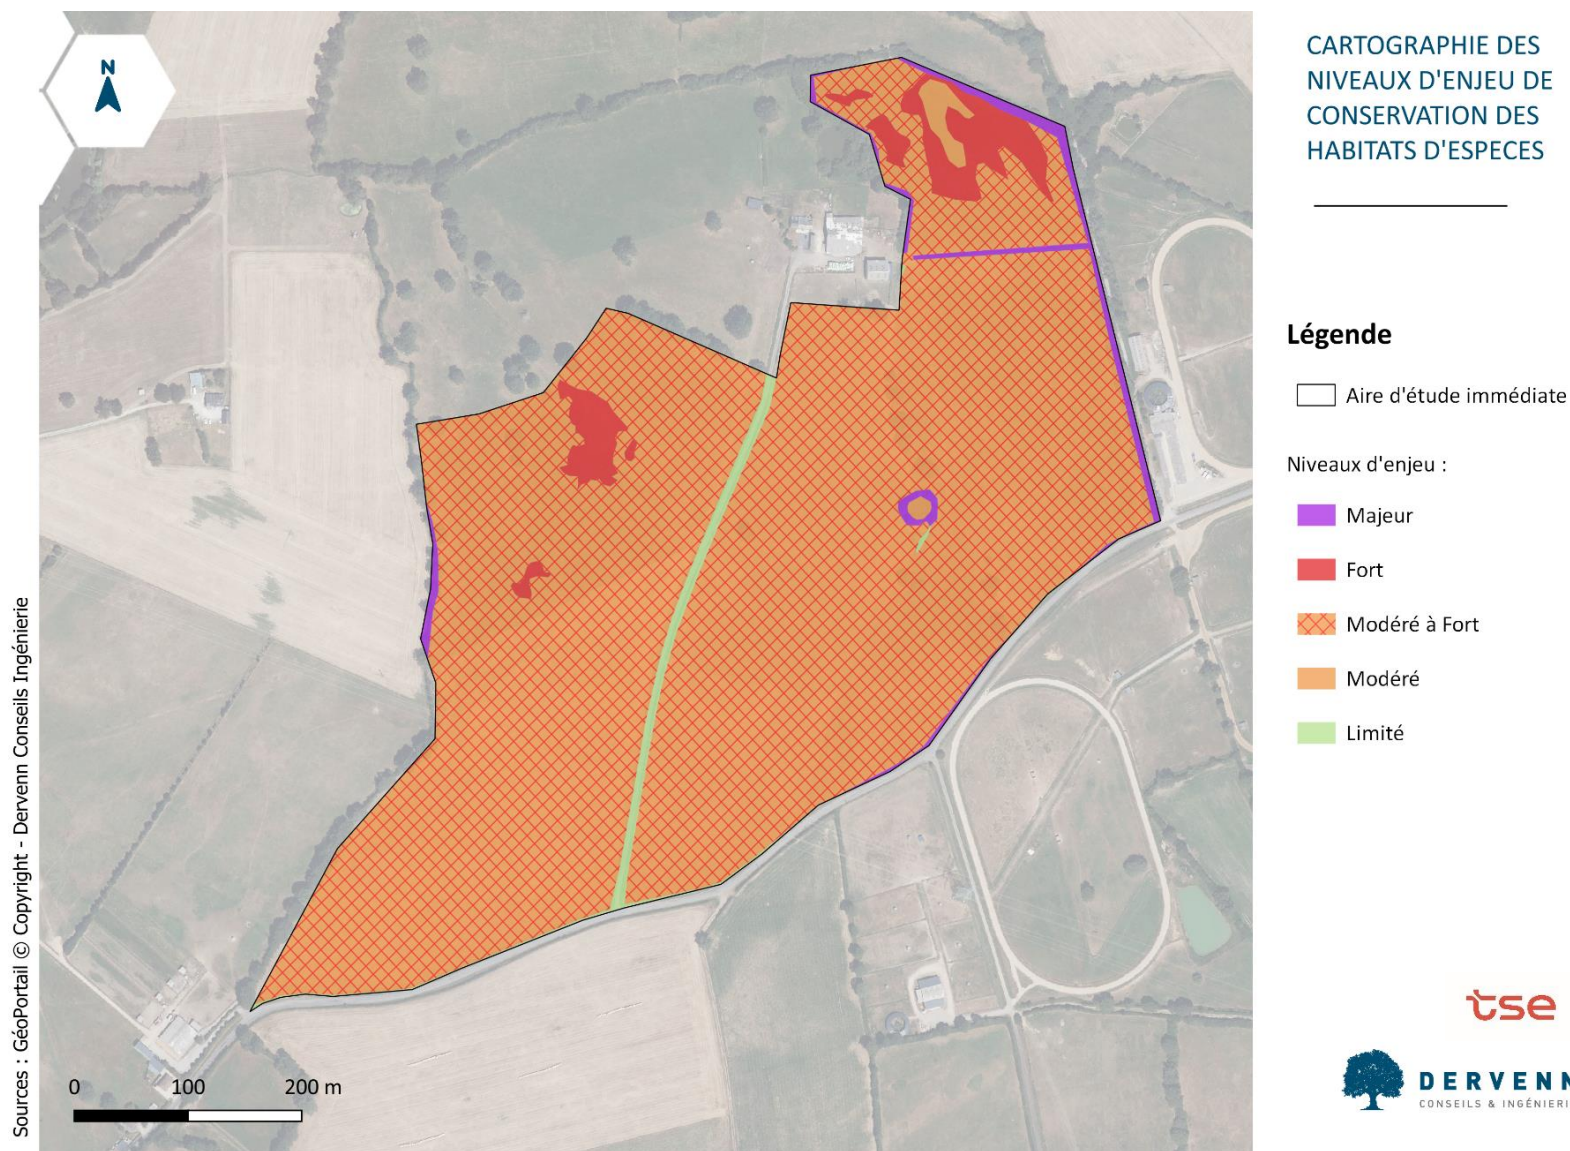 N
CARTOGRAPHIE DES
NIVEAUX D'ENJEU DE
CONSERVATION DES
HABITATS D'ESPECES
Légende
Aire d'étude immédiate
Niveaux d'enjeu :
Majeur
Fort
Modéré à Fort
Modéré
Limité
Sources : GéoPortail © Copyright - Dervenn Conseils Ingénierie
0 100 200 m
tse
DERVENN
CONSEILS & INGÉNIERI